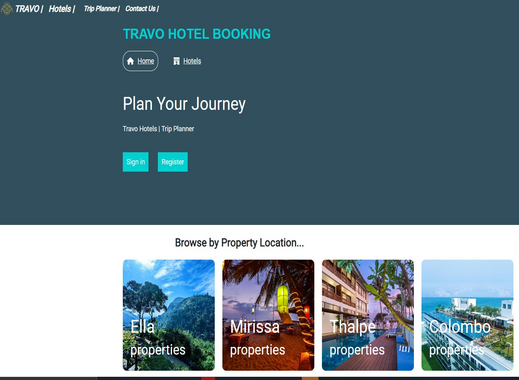 TRAVO | Hotels | Trip Planner | Contact Us |
TRAVO HOTEL BOOKING
Home Hotels
Plan Your Journey
Travo Hotels | Trip Planner
Sign in Register
Browse by Property Location...
Ella
properties
Mirissa
properties
Thalpe
properties
Colombo
properties